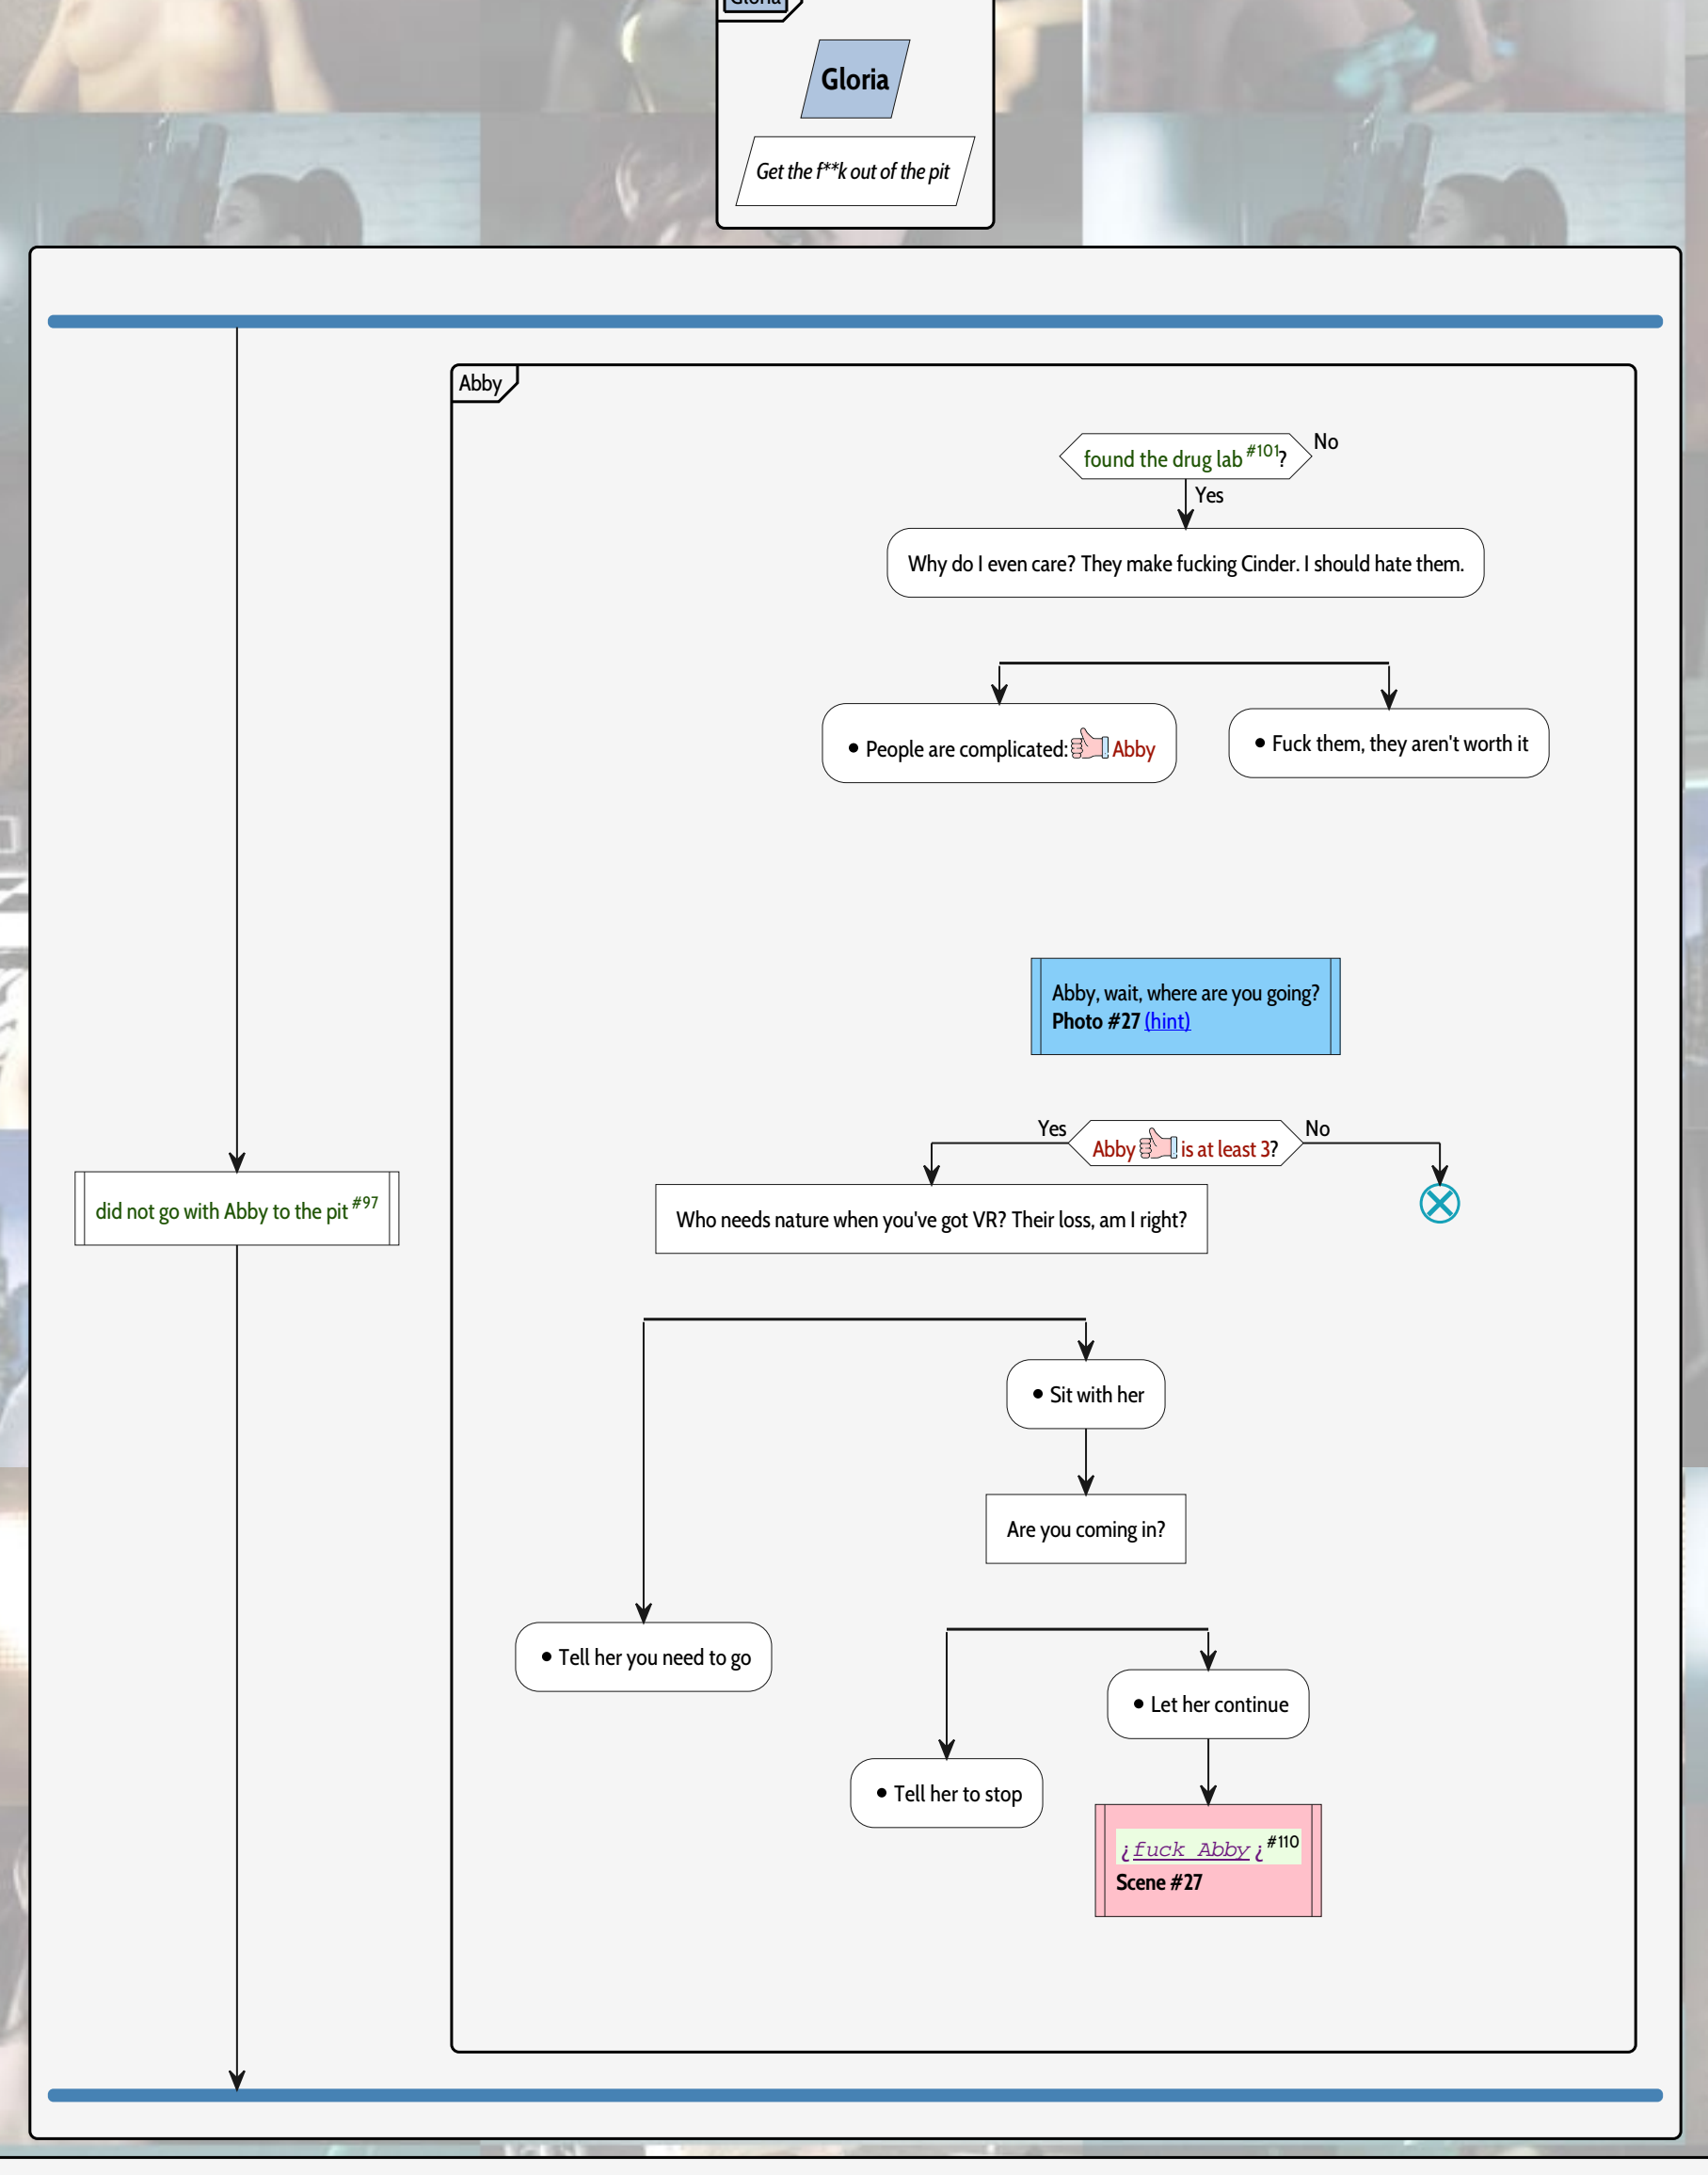 Gloria
Gloria
Get the f**k out of the pit
Abby
found the drug lab #101?
No
Yes
Why do I even care? They make fucking Cinder. I should hate them.
• People are complicated: Abby
• Fuck them, they aren't worth it
Abby, wait, where are you going?
Photo #27 (hint)
Yes
Abby is at least 3?
No
did not go with Abby to the pit #97
Who needs nature when you've got VR? Their loss, am I right?
• Sit with her
Are you coming in?
• Tell her you need to go
• Let her continue
• Tell her to stop
¿fuck Abby¿ #110
Scene #27